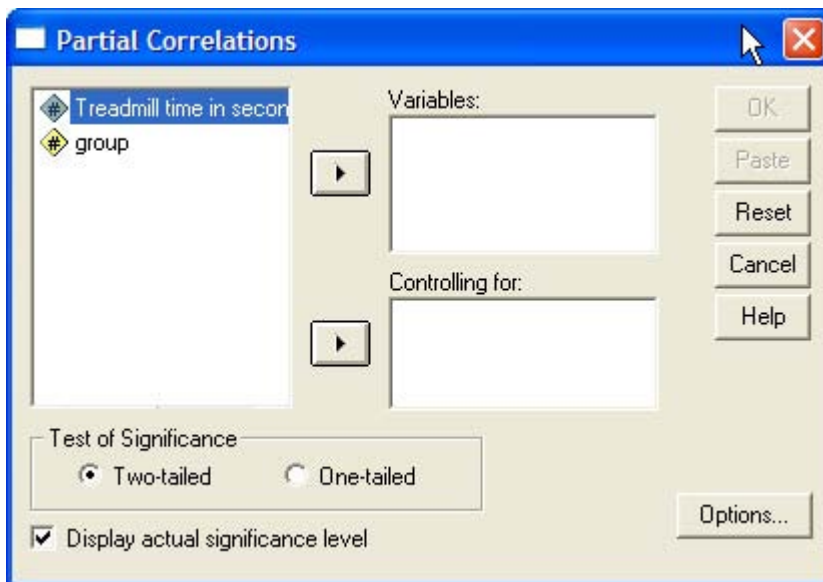 Partial Correlations
# Treadmill time in secon
# group
Variables:
Controlling for:
OK
Paste
Reset
Cancel
Help
Test of Significance
Two-tailed
One-tailed
Display actual significance level
Options...